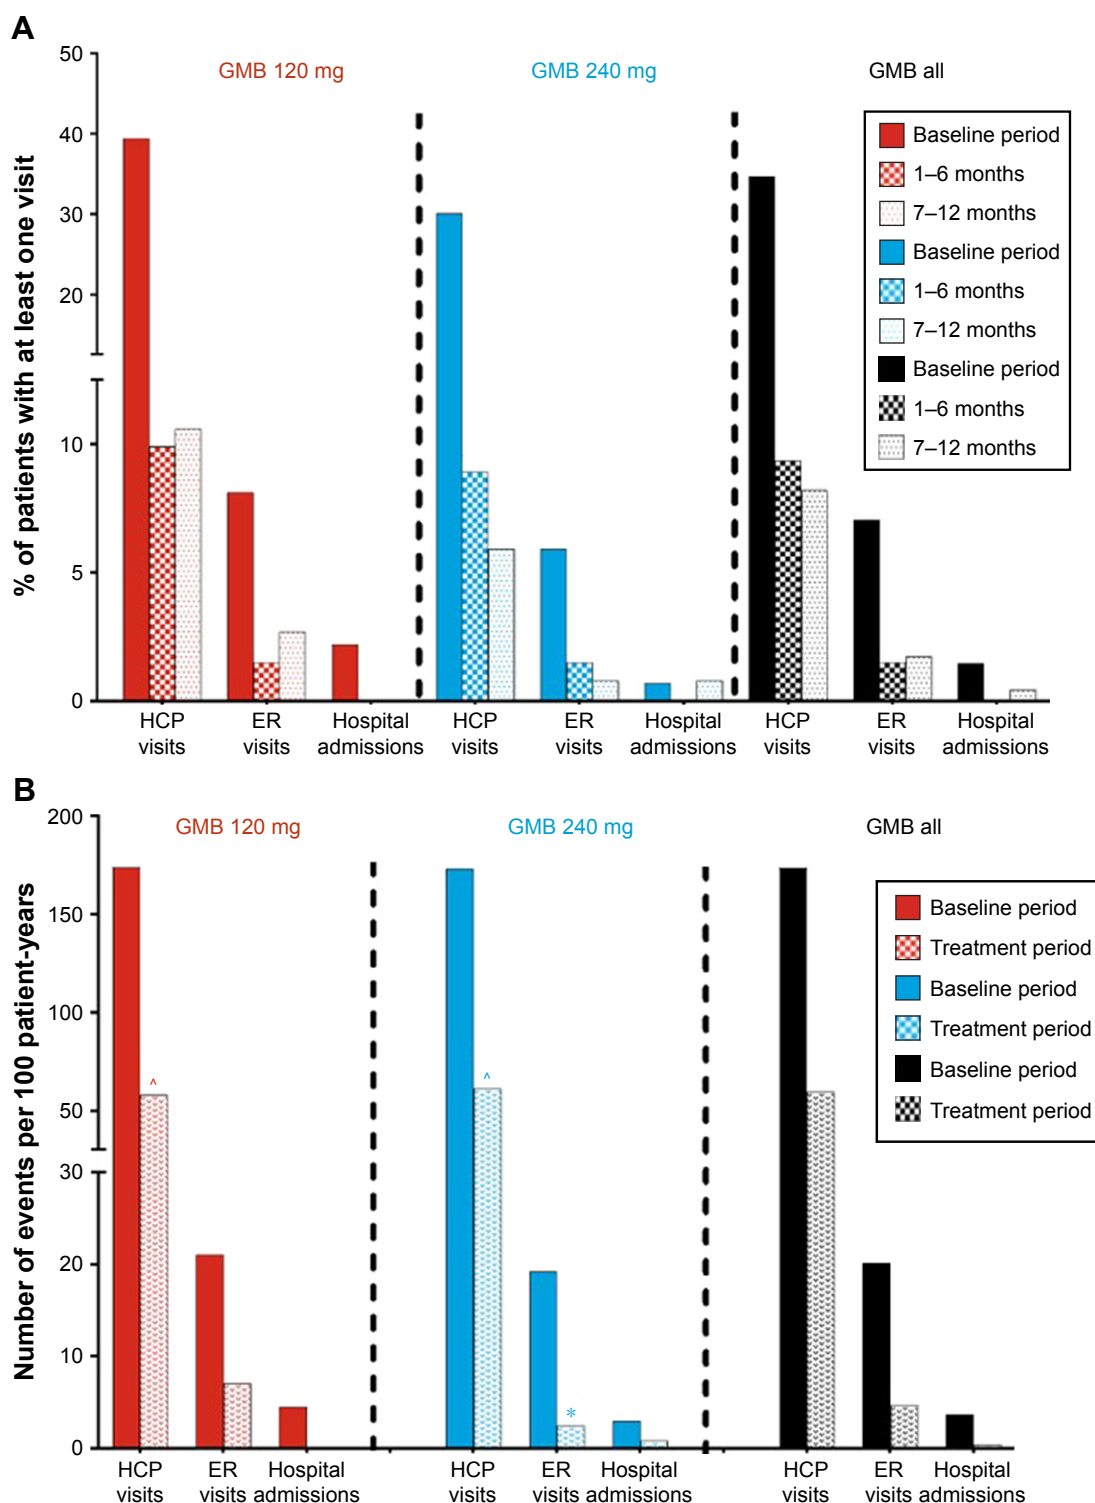 A
50
40
30
20
10
5
0
% of patients with at least one visit
GMB 120 mg
GMB 240 mg
GMB all
Baseline period
1–6 months
7–12 months
Baseline period
1–6 months
7–12 months
Baseline period
1–6 months
7–12 months
HCP visits
ER visits
Hospital admissions
HCP visits
ER visits
Hospital admissions
HCP visits
ER visits
Hospital admissions
B
200
150
100
50
30
20
10
0
Number of events per 100 patient-years
GMB 120 mg
GMB 240 mg
GMB all
^
^
*
Baseline period
Treatment period
Baseline period
Treatment period
Baseline period
Treatment period
HCP visits
ER visits
Hospital admissions
HCP visits
ER visits
Hospital admissions
HCP visits
ER visits
Hospital admissions